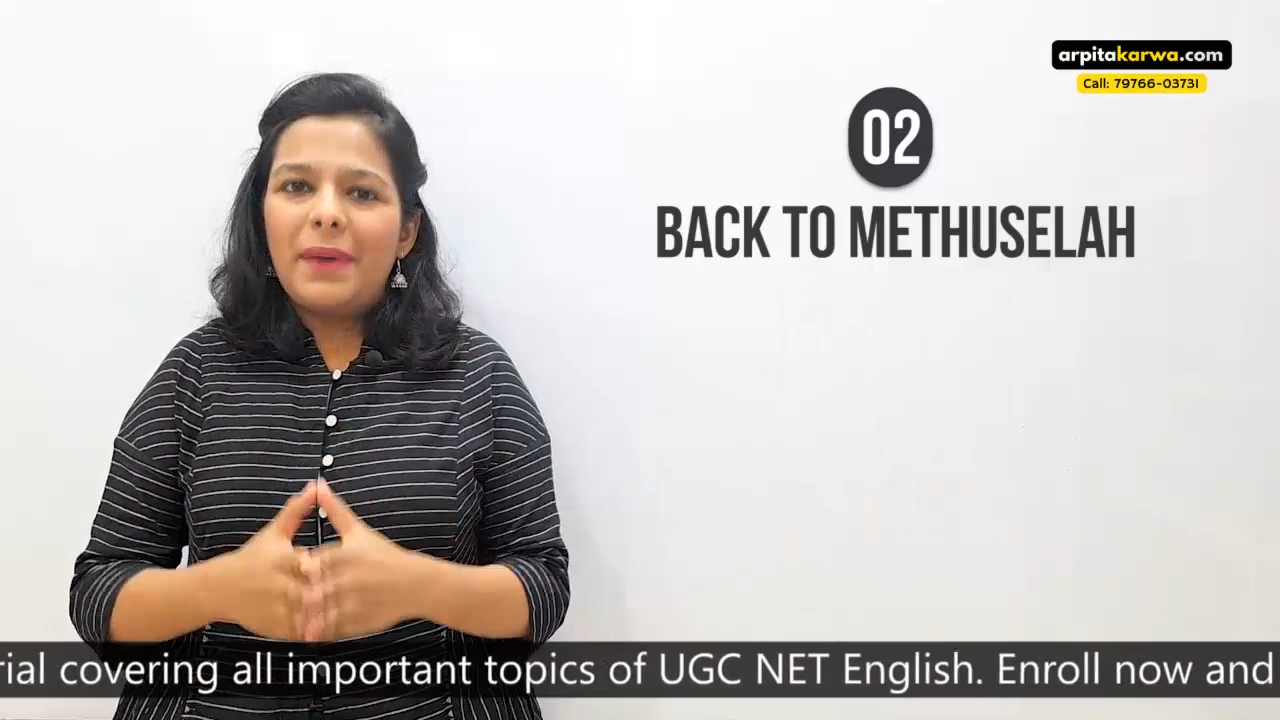 arpitakarwa.com
Call: 79766-03731
02
BACK TO METHUSELAH
rial covering all important topics of UGC NET English. Enroll now and